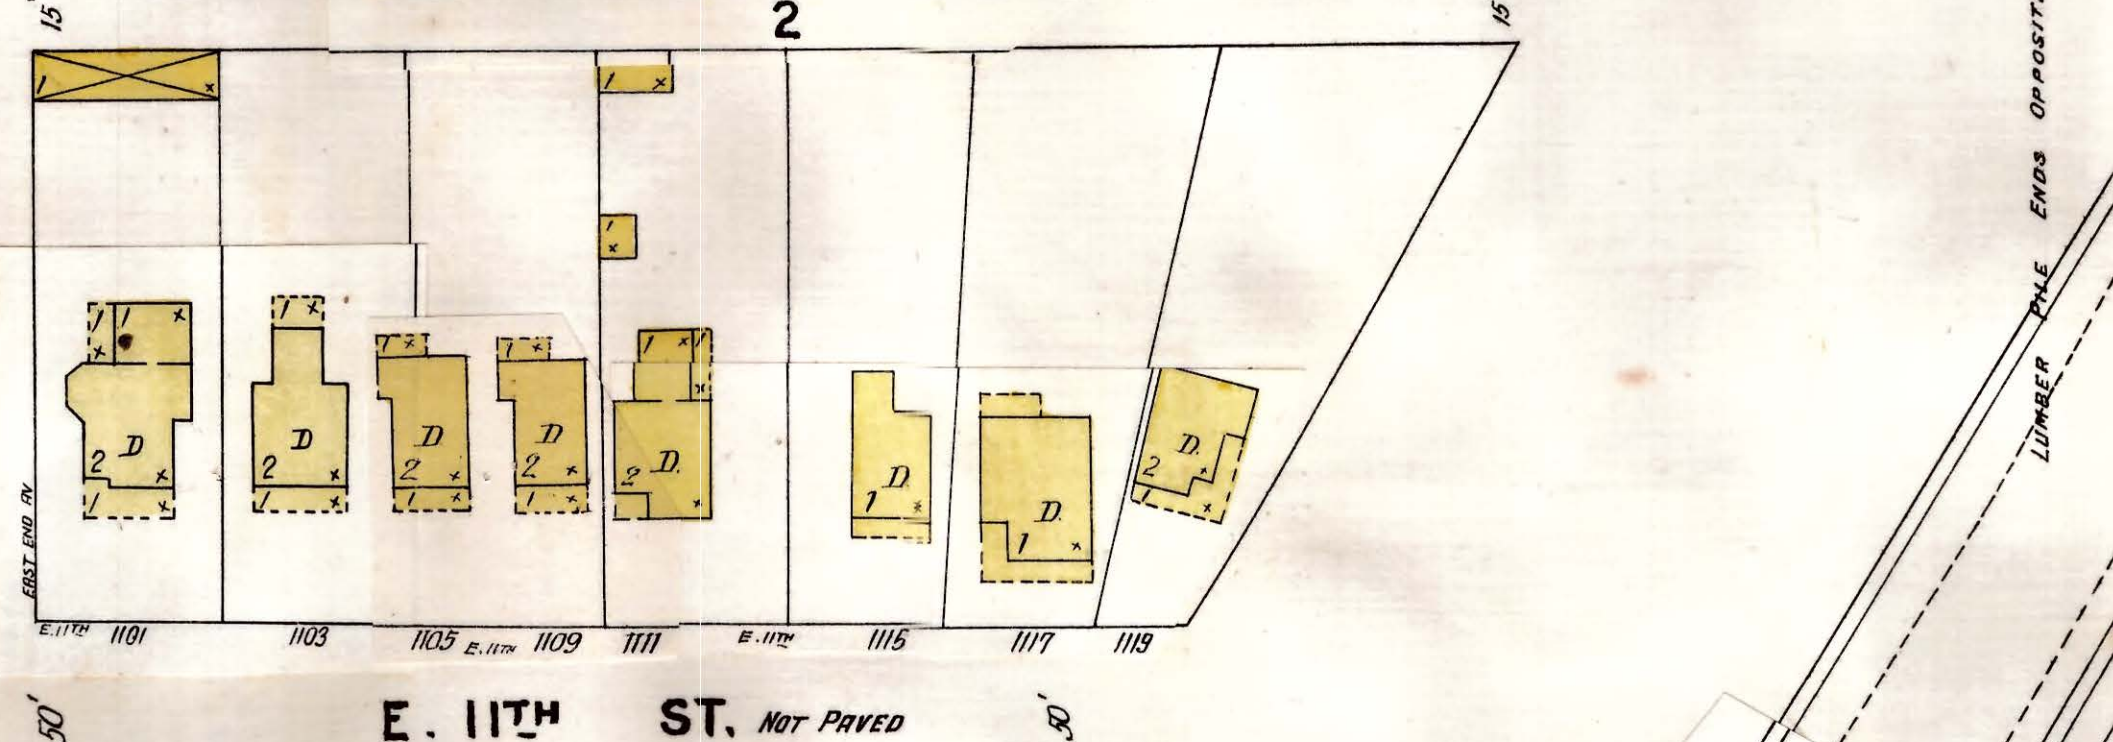 15'
2
15
1 x
1 x
1 x
1 1 x
x
1 x
1 x
1 x
1 x 1
x
D
2 x
1 x
D
2 x
1 x
D
2 x
1 x
D
2 x
1 x
D.
2 x
D.
1 x
D.
1 x
D.
2 x
1 x
EAST END AV
LUMBER PILE ENDS OPPOSIT
E.11TH 1101 1103 1105 E.11TH 1109 1111 E.11TH 1115 1117 1119
50'
E. 11TH ST. NOT PAVED
50'